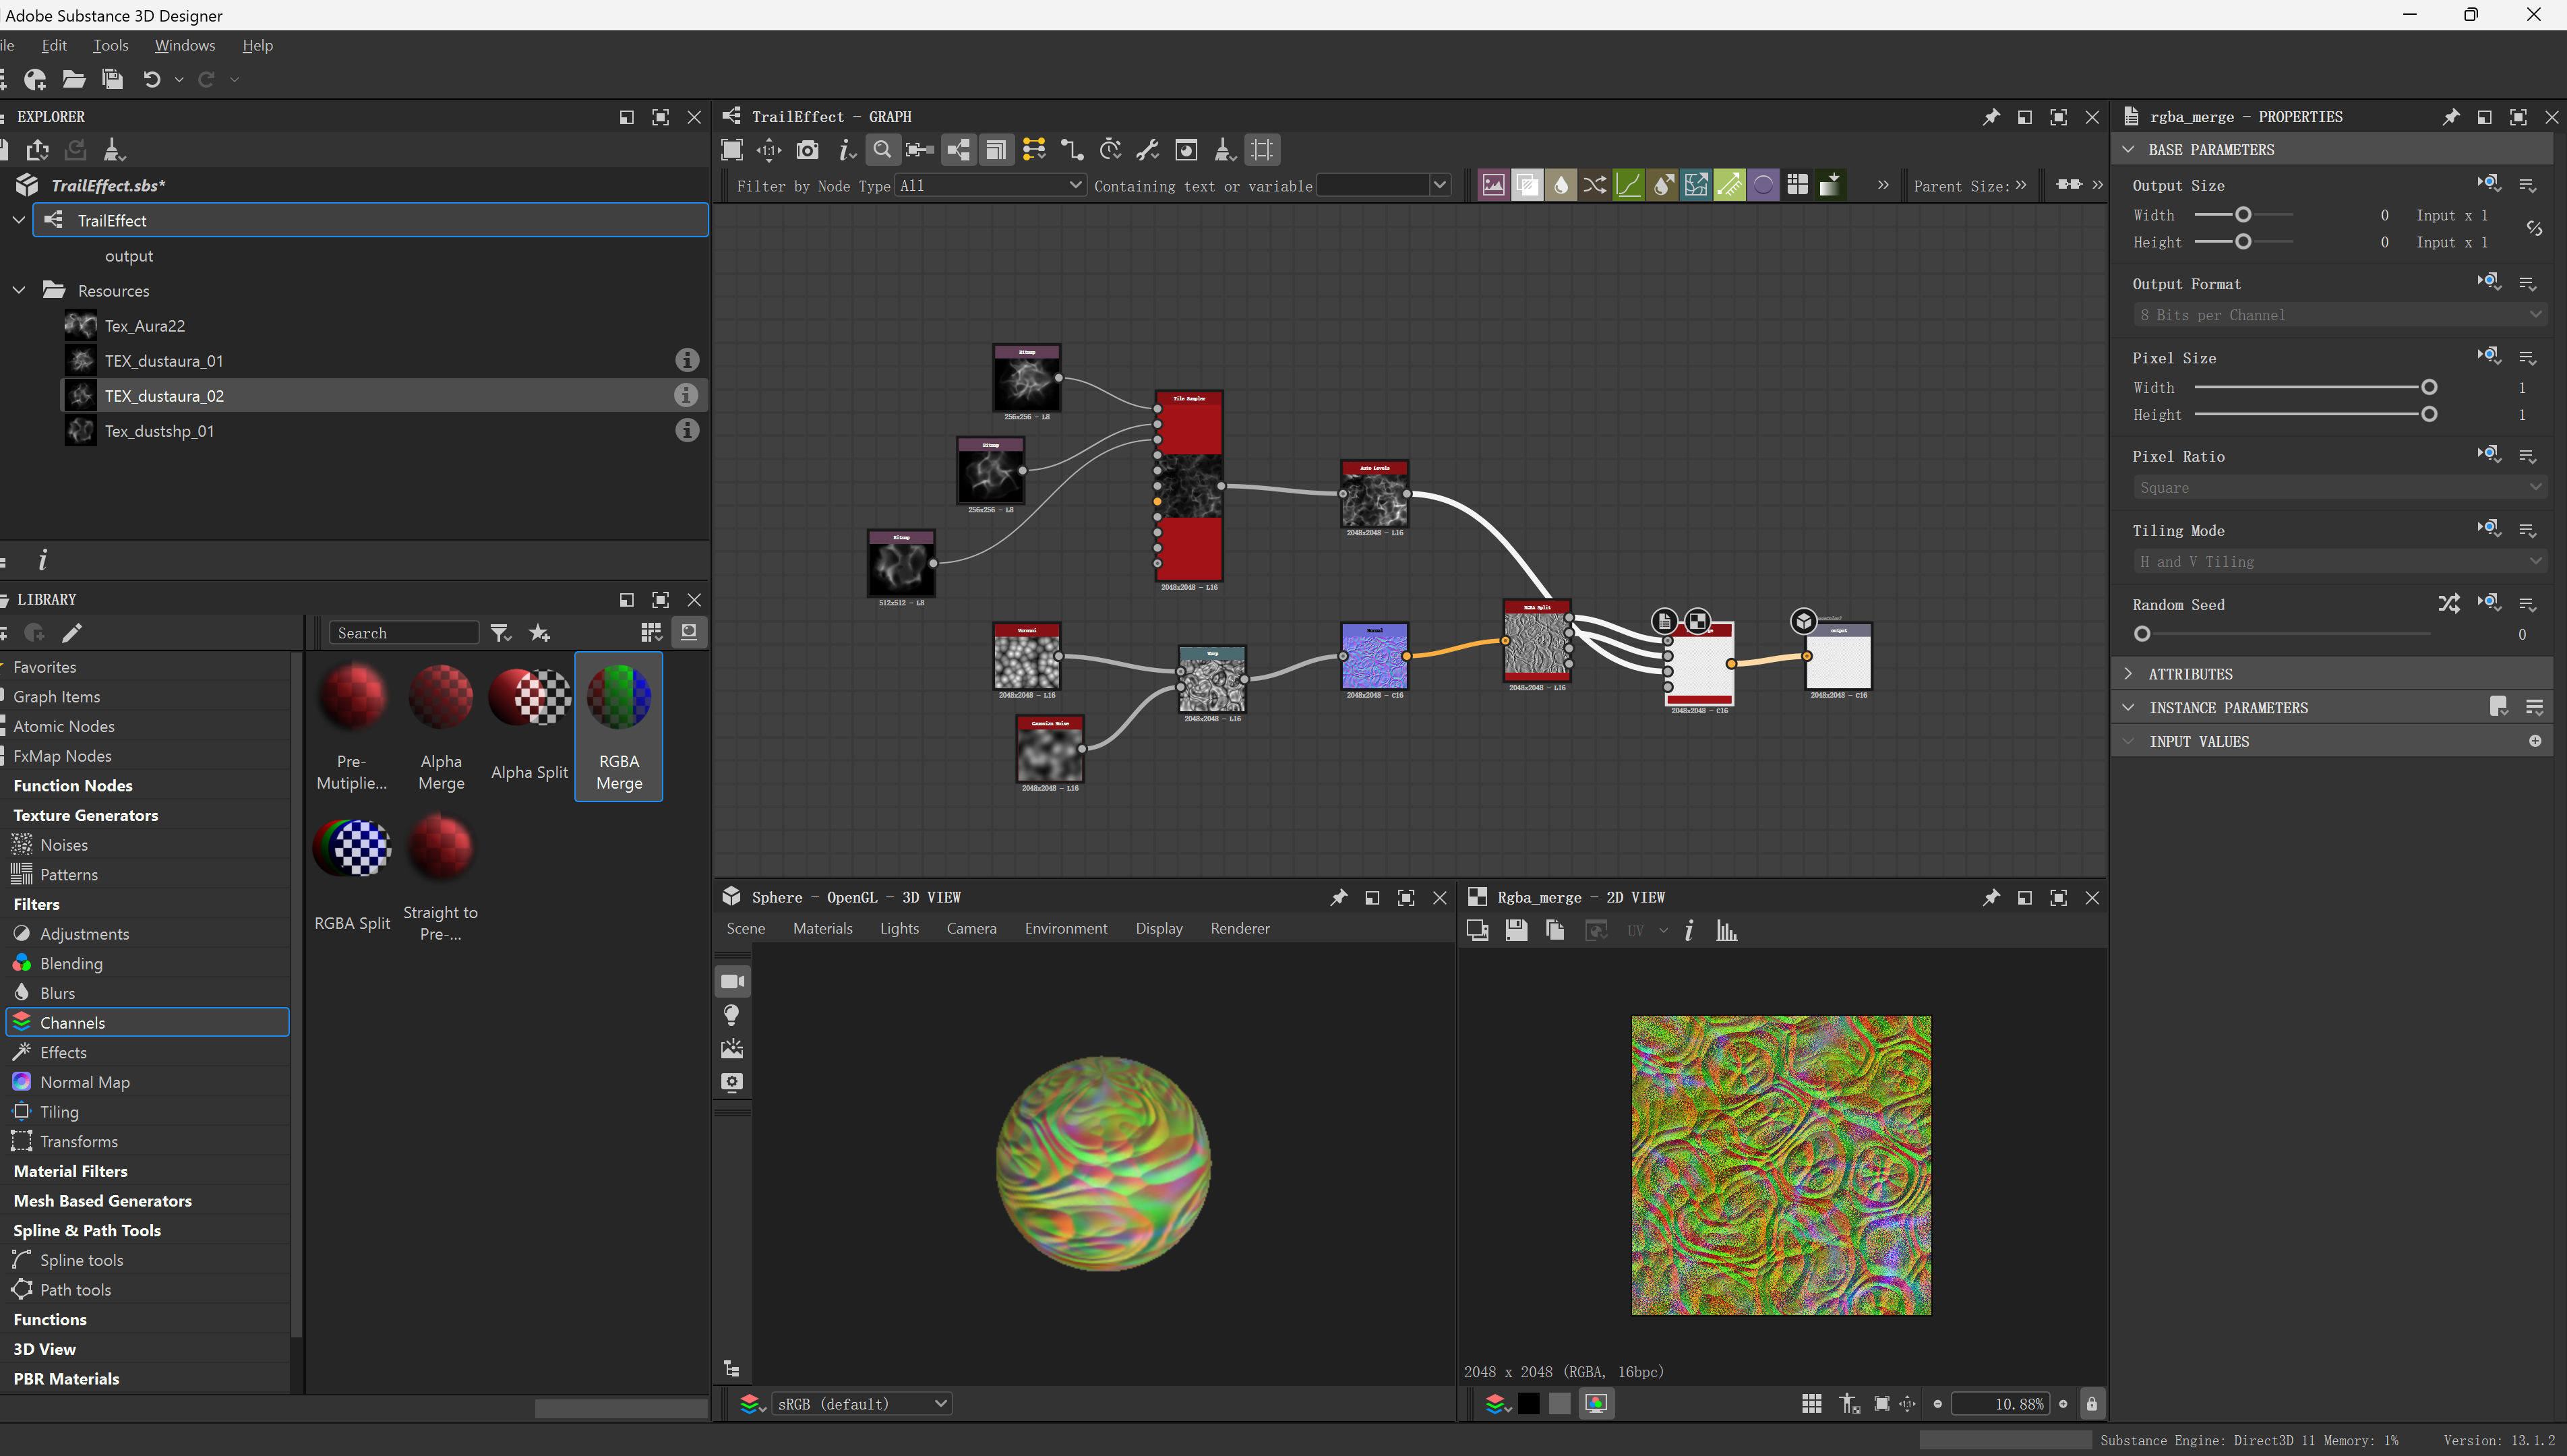 Adobe Substance 3D Designer
ile Edit Tools Windows Help
EXPLORER
TrailEffect.sbs*
TrailEffect
output
Resources
Tex_Aura22
TEX_dustaura_01
TEX_dustaura_02
Tex_dustshp_01
LIBRARY
Search
Favorites
Graph Items
Atomic Nodes
FxMap Nodes
Function Nodes
Texture Generators
Noises
Patterns
Filters
Adjustments
Blending
Blurs
Channels
Effects
Normal Map
Tiling
Transforms
Material Filters
Mesh Based Generators
Spline & Path Tools
Spline tools
Path tools
Functions
3D View
PBR Materials
Pre-
Mutiplie...
Alpha
Merge
Alpha Split
RGBA
Merge
RGBA Split
Straight to
Pre-...
TrailEffect - GRAPH
Filter by Node Type All Containing text or variable
Parent Size: >>
Bitmap
256x256 - L8
Bitmap
256x256 - L8
Bitmap
512x512 - L8
Tile Sampler
2048x2048 - L16
Auto Levels
2048x2048 - L16
Voronoi
2048x2048 - L16
Gaussian Noise
2048x2048 - L16
Warp
2048x2048 - L16
Normal
2048x2048 - C16
RGBA Split
2048x2048 - L16
2048x2048 - C16
output
2048x2048 - C16
Sphere - OpenGL - 3D VIEW
Scene Materials Lights Camera Environment Display Renderer
sRGB (default)
Rgba_merge - 2D VIEW
UV
2048 x 2048 (RGBA, 16bpc)
10.88%
rgba_merge - PROPERTIES
BASE PARAMETERS
Output Size
Width 0 Input x 1
Height 0 Input x 1
Output Format
8 Bits per Channel
Pixel Size
Width 1
Height 1
Pixel Ratio
Square
Tiling Mode
H and V Tiling
Random Seed
0
ATTRIBUTES
INSTANCE PARAMETERS
INPUT VALUES
Substance Engine: Direct3D 11 Memory: 1% Version: 13.1.2